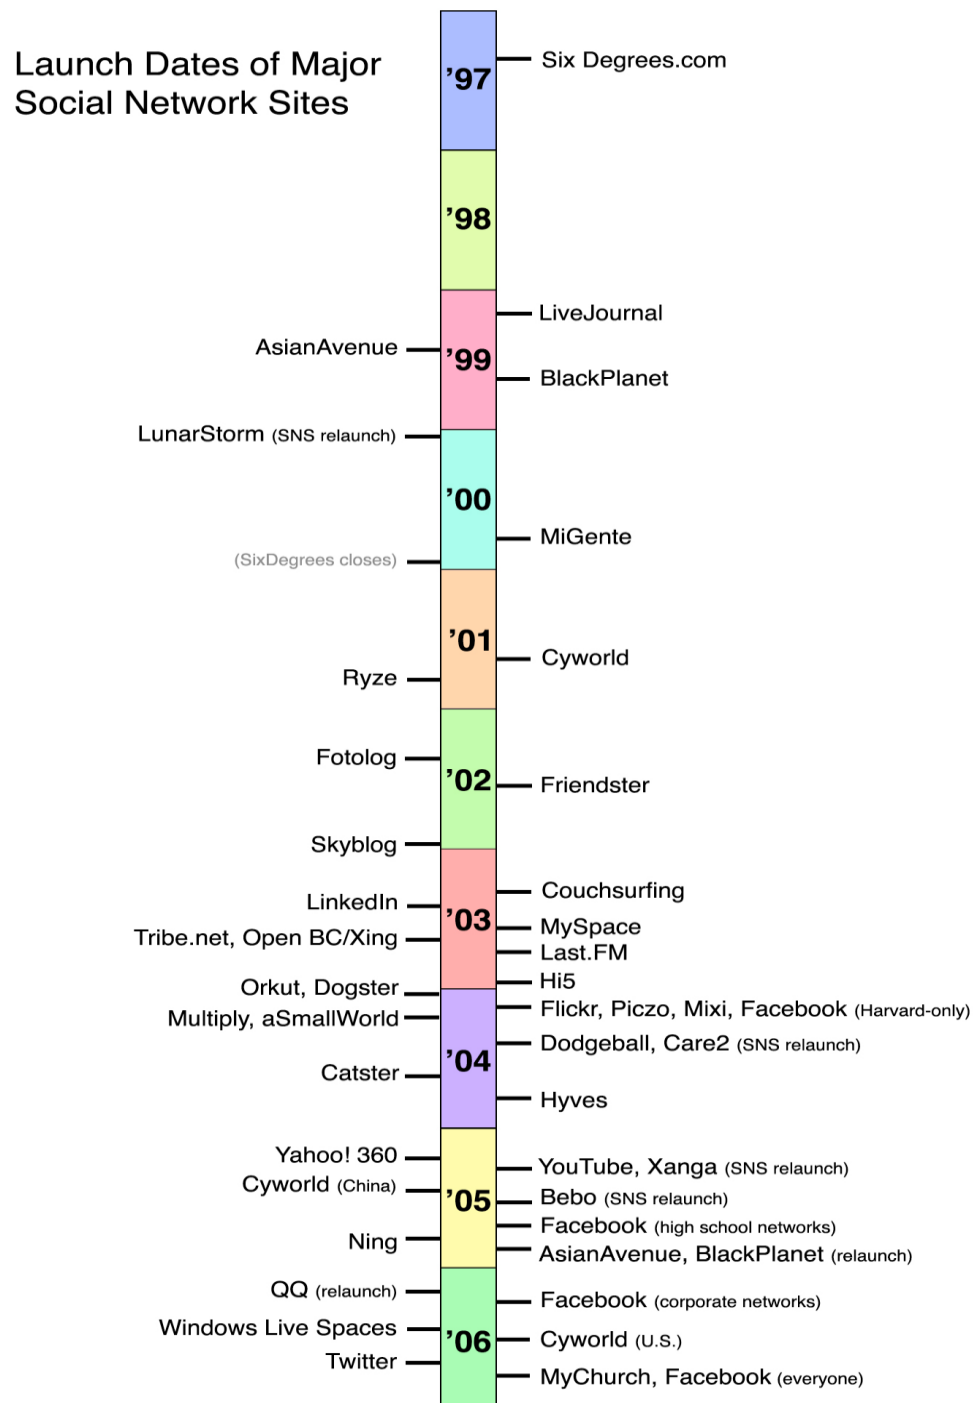 Launch Dates of Major
Social Network Sites
’97
Six Degrees.com
’98
LiveJournal
AsianAvenue
’99
BlackPlanet
LunarStorm (SNS relaunch)
’00
MiGente
(SixDegrees closes)
’01
Cyworld
Ryze
Fotolog
’02
Friendster
Skyblog
Couchsurfing
LinkedIn
’03
MySpace
Tribe.net, Open BC/Xing
Last.FM
Hi5
Orkut, Dogster
Flickr, Piczo, Mixi, Facebook (Harvard-only)
Multiply, aSmallWorld
Dodgeball, Care2 (SNS relaunch)
’04
Catster
Hyves
Yahoo! 360
YouTube, Xanga (SNS relaunch)
Cyworld (China)
Bebo (SNS relaunch)
’05
Facebook (high school networks)
Ning
AsianAvenue, BlackPlanet (relaunch)
QQ (relaunch)
Facebook (corporate networks)
Windows Live Spaces
’06
Cyworld (U.S.)
Twitter
MyChurch, Facebook (everyone)